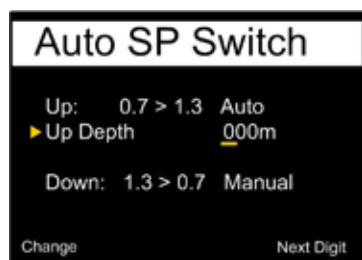 Auto SP Switch
Up: 0.7 > 1.3 Auto
Up Depth 000m
Down: 1.3 > 0.7 Manual
Change Next Digit